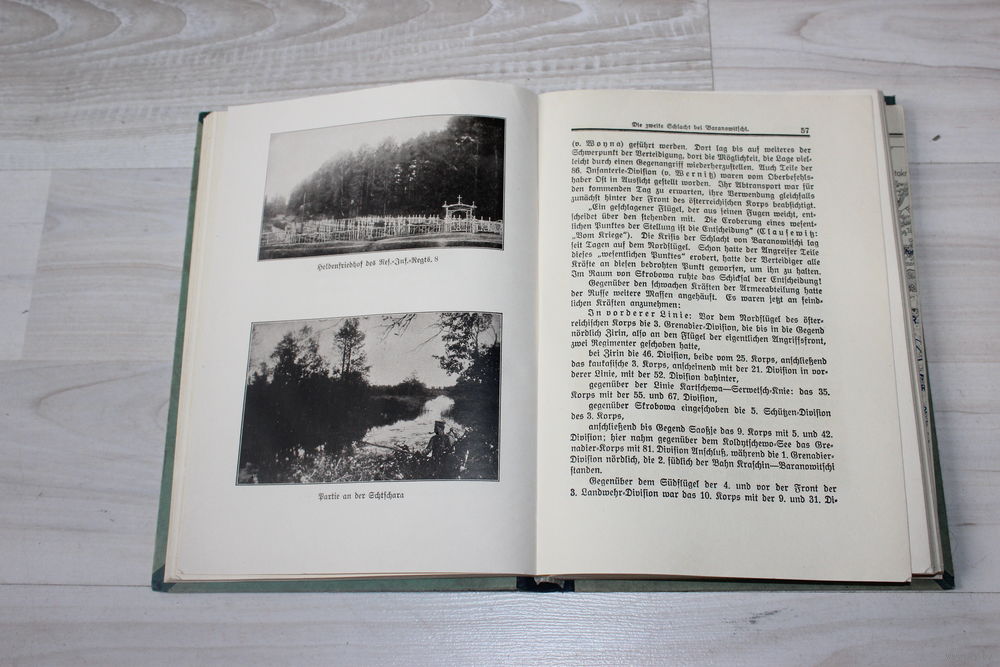 Heldenfriedhof des Res.-Inf.-Regts. 8
Partie an der Schtschara
Die zweite Schlacht bei Baranowitschi. 57
(v. Woyna) geführt werden. Dort lag bis auf weiteres der
Schwerpunkt der Verteidigung, dort die Möglichkeit, die Lage viel-
leicht durch einen Gegenangriff wiederherzustellen. Auch Teile der
86. Infanterie-Division (v. Wernitz) waren vom Oberbefehls-
haber Ost in Aussicht gestellt worden. Ihr Abtransport war für
den kommenden Tag zu erwarten, ihre Verwendung gleichfalls
zunächst hinter der Front des österreichischen Korps beabsichtigt.
„Ein geschlagener Flügel, der aus seinen Fugen weicht, ent-
scheidet über den stehenden mit. Die Eroberung eines wesent-
lichen Punktes der Stellung ist die Entscheidung" (Clausewitz:
„Vom Kriege"). Die Krisis der Schlacht von Baranowitschi lag
seit Tagen auf dem Nordflügel. Schon hatte der Angreifer Teile
dieses „wesentlichen Punktes" erobert, hatte der Verteidiger alle
Kräfte an diesen bedrohten Punkt geworfen, um ihn zu halten.
Im Raum von Skrobowa ruhte das Schicksal der Entscheidung!
Gegenüber den schwachen Kräften der Armeeabteilung hatte
der Russe weitere Massen angehäuft. Es waren jetzt an feind-
lichen Kräften anzunehmen:
In vorderer Linie: Vor dem Nordflügel des öster-
reichischen Korps die 3. Grenadier-Division, die bis in die Gegend
nördlich Zirin, also an den Flügel der eigentlichen Angriffsfront,
zwei Regimenter geschoben hatte,
bei Zirin die 46. Division, beide vom 25. Korps, anschließend
das kaukasische 3. Korps, anscheinend mit der 21. Division in vor-
derer Linie, mit der 52. Division dahinter,
gegenüber der Linie Kartschewa—Serwetsch-Knie: das 35.
Korps mit der 55. und 67. Division,
gegenüber Skrobowa eingeschoben die 5. Schützen-Division
des 3. Korps,
anschließend bis Gegend Saosje das 9. Korps mit 5. und 42.
Division; hier nahm gegenüber dem Koldytschewo-See das Gre-
nadier-Korps mit 81. Division Anschluß, während die 1. Grenadier-
Division nördlich, die 2. südlich der Bahn Kraschin—Baranowitschi
standen.
Gegenüber dem Südflügel der 4. und vor der Front der
3. Landwehr-Division war das 10. Korps mit der 9. und 31. Di-